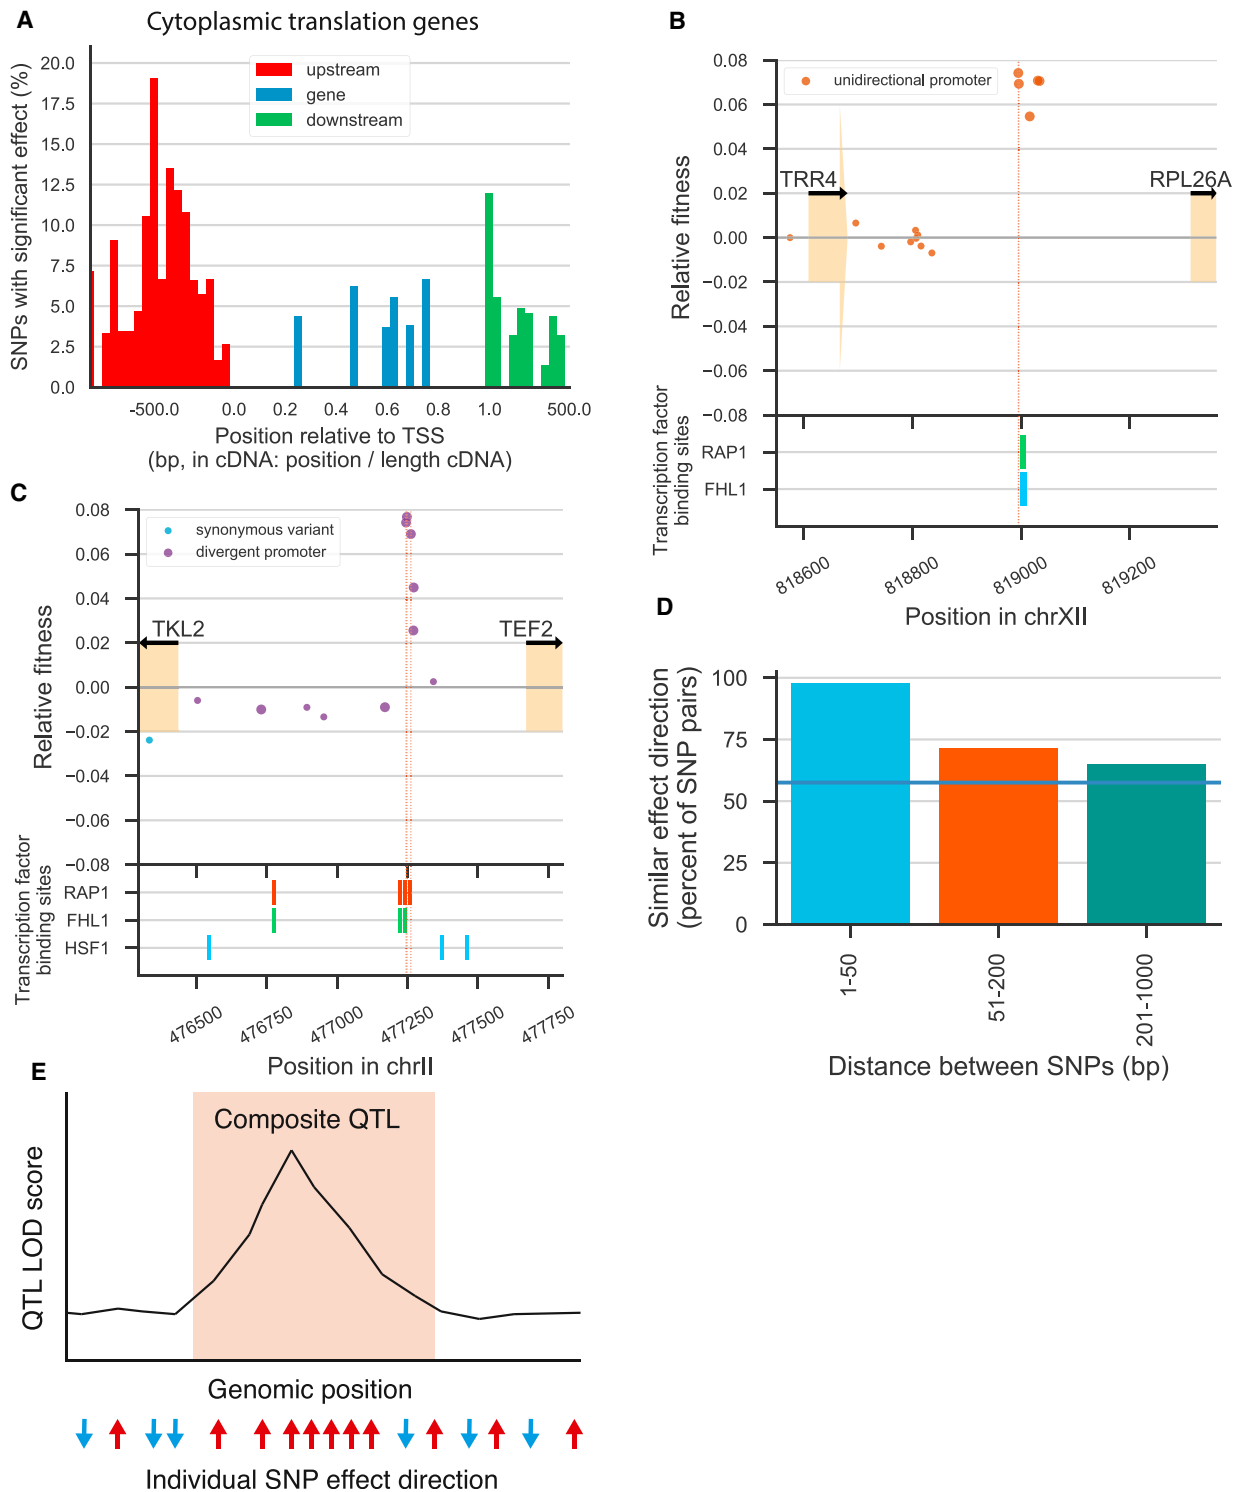 A
Cytoplasmic translation genes
SNPs with significant effect (%)
20.0
17.5
15.0
12.5
10.0
7.5
5.0
2.5
0.0
upstream
gene
downstream
-500.0 0.0 0.2 0.4 0.6 0.8 1.0 500.0
Position relative to TSS
(bp, in cDNA: position / length cDNA)
B
Relative fitness
0.08
0.06
0.04
0.02
0.00
−0.02
−0.04
−0.06
−0.08
unidirectional promoter
TRR4
RPL26A
Transcription factor
binding sites
RAP1
FHL1
818600 818800 819000 819200
Position in chrXII
C
Relative fitness
0.08
0.06
0.04
0.02
0.00
−0.02
−0.04
−0.06
−0.08
synonymous variant
divergent promoter
TKL2
TEF2
Transcription factor
binding sites
RAP1
FHL1
HSF1
476500 476750 477000 477250 477500 477750
Position in chrII
D
Similar effect direction
(percent of SNP pairs)
100
75
50
25
0
1-50
51-200
201-1000
Distance between SNPs (bp)
E
QTL LOD score
Composite QTL
Genomic position
Individual SNP effect direction